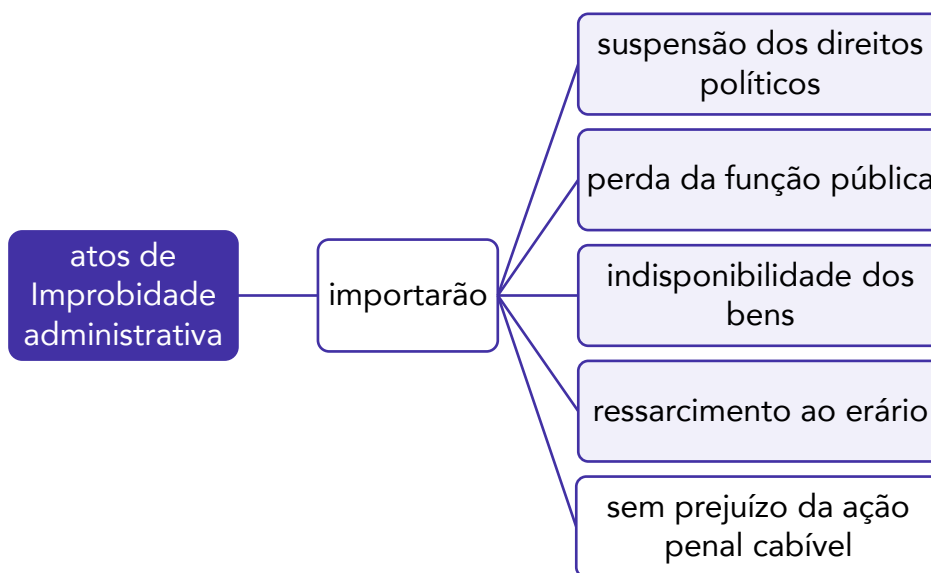 atos de
Improbidade
administrativa
importarão
suspensão dos direitos
políticos
perda da função pública
indisponibilidade dos
bens
ressarcimento ao erário
sem prejuízo da ação
penal cabível